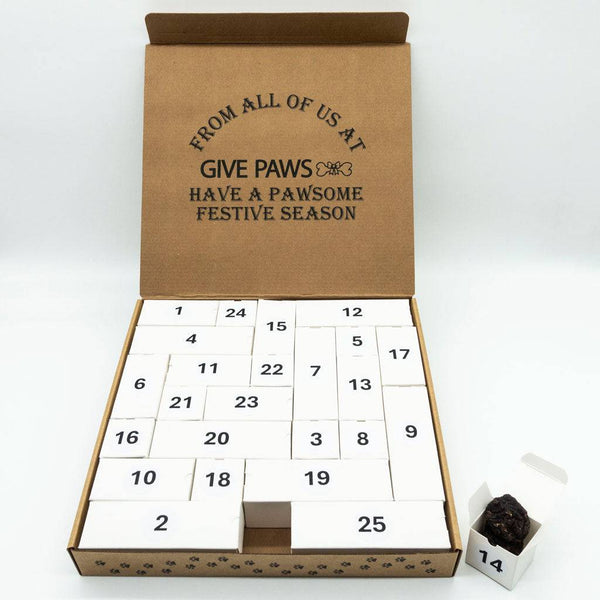 FROM ALL OF US AT
GIVE PAWS
HAVE A PAWSOME
FESTIVE SEASON
1 24 15 12
4 5
6 11 22 7 13 17
21 23 9
16 20 3 8
10 18 19
2 25
14